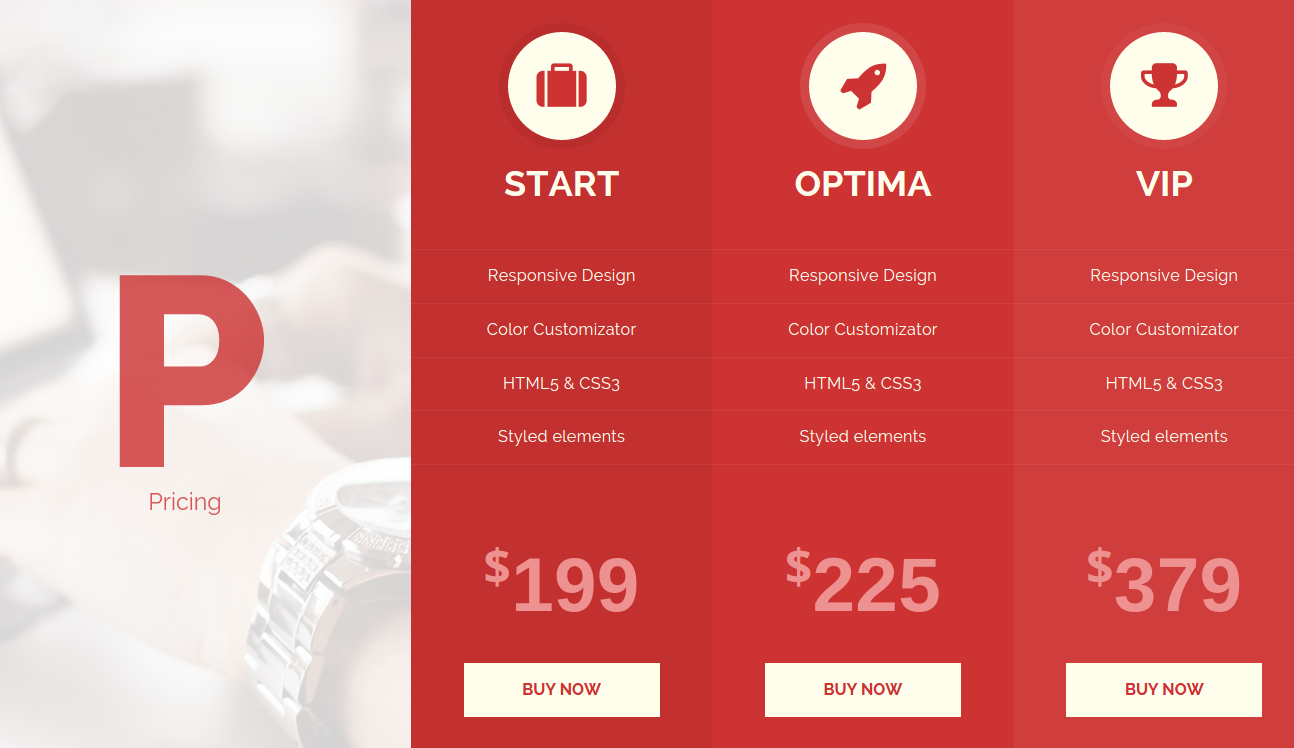 P
Pricing
START
Responsive Design
Color Customizator
HTML5 & CSS3
Styled elements
$199
BUY NOW
OPTIMA
Responsive Design
Color Customizator
HTML5 & CSS3
Styled elements
$225
BUY NOW
VIP
Responsive Design
Color Customizator
HTML5 & CSS3
Styled elements
$379
BUY NOW